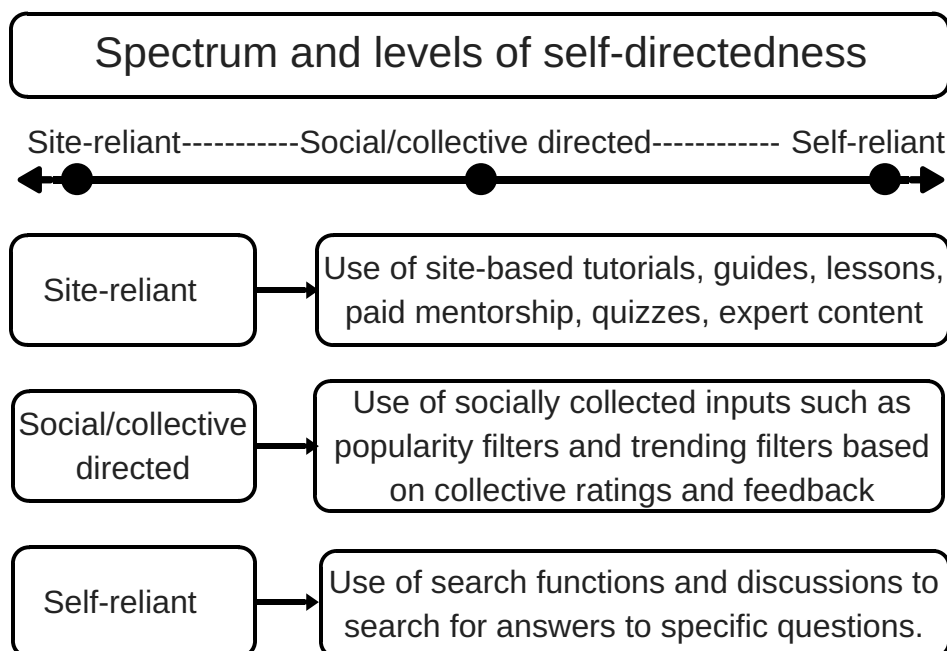 Spectrum and levels of self-directedness
Site-reliant-----------Social/collective directed------------ Self-reliant
Site-reliant
Use of site-based tutorials, guides, lessons,
paid mentorship, quizzes, expert content
Social/collective
directed
Use of socially collected inputs such as
popularity filters and trending filters based
on collective ratings and feedback
Self-reliant
Use of search functions and discussions to
search for answers to specific questions.